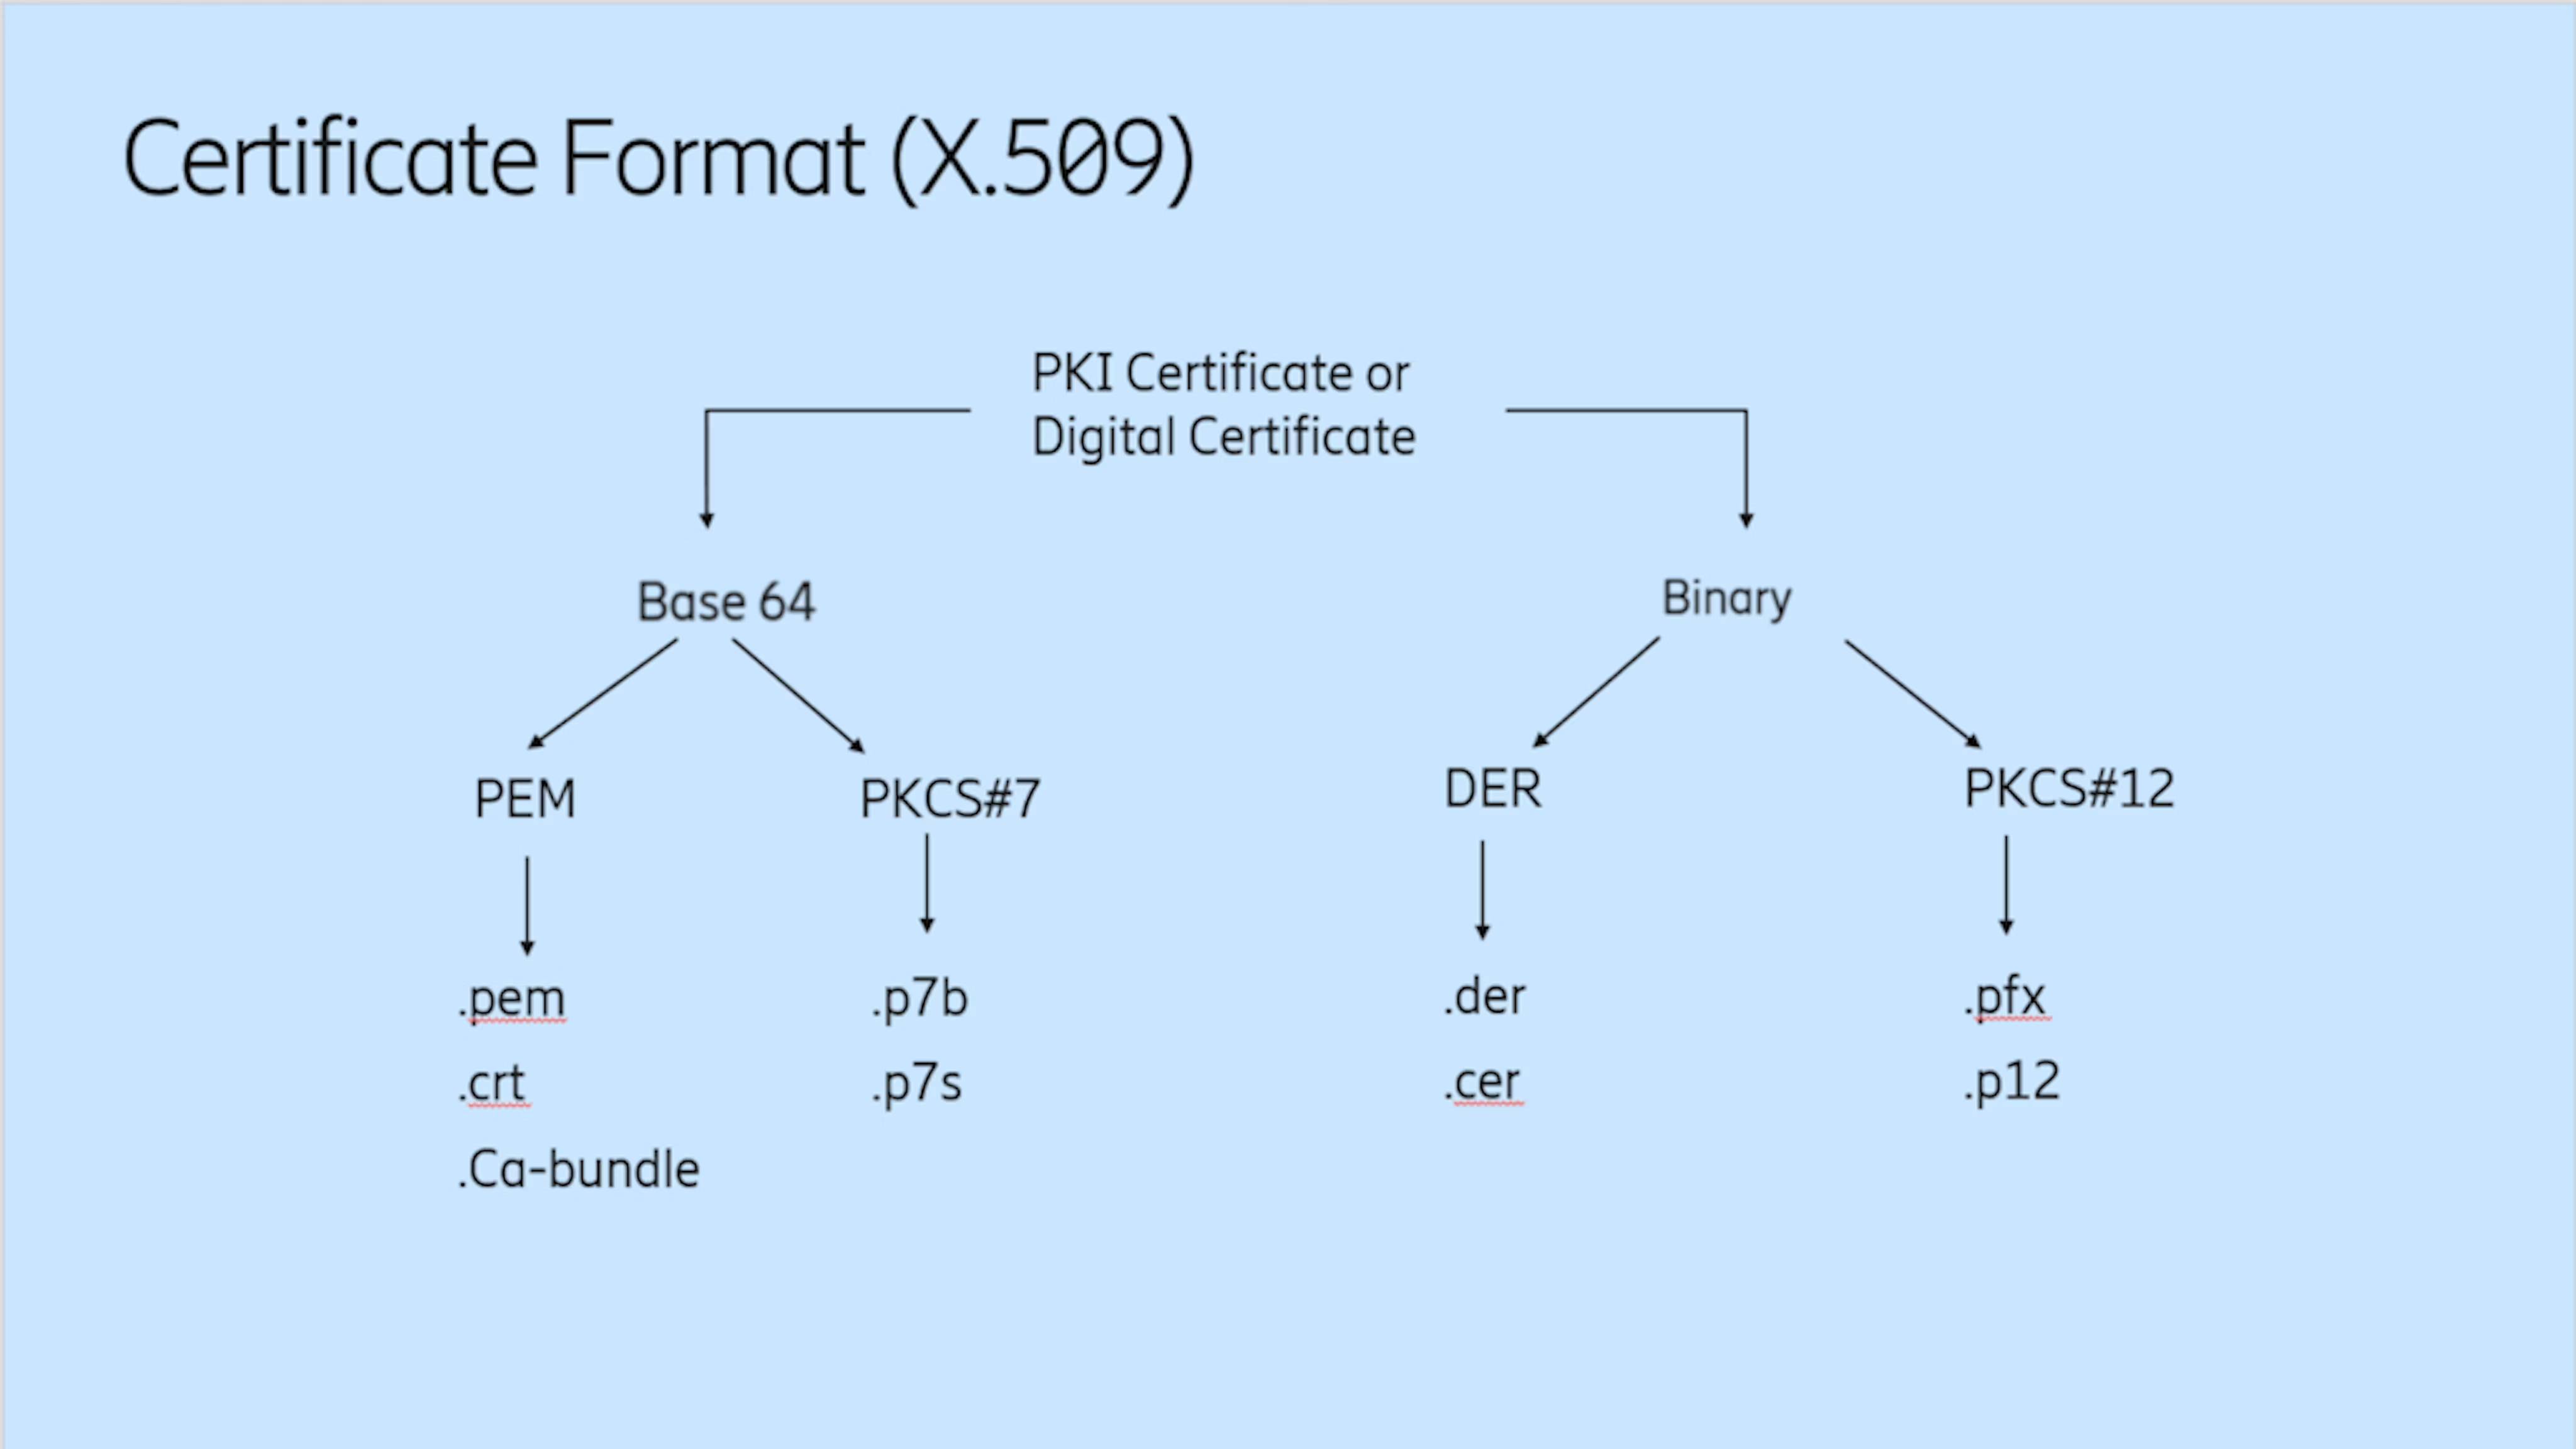 Certificate Format (X.509)
PKI Certificate or
Digital Certificate
Base 64
Binary
PEM
PKCS#7
DER
PKCS#12
.pem
.crt
.Ca-bundle
.p7b
.p7s
.der
.cer
.pfx
.p12